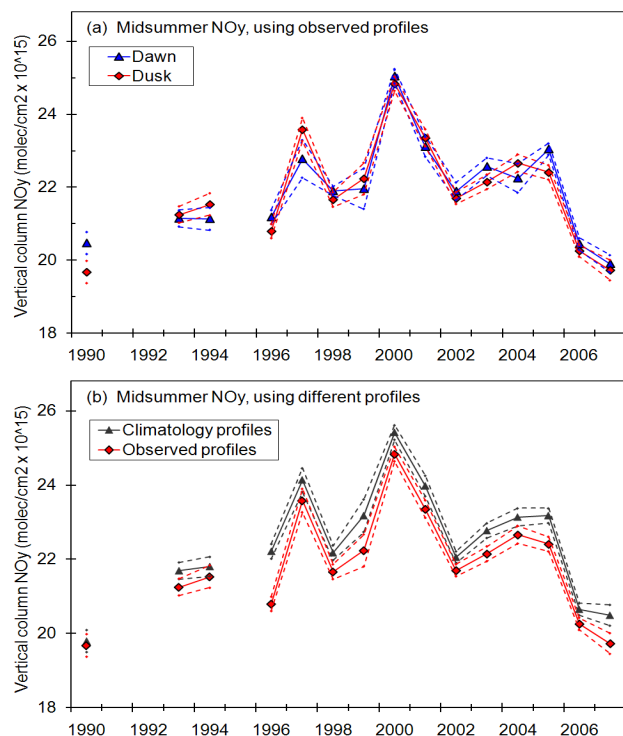 (a) Midsummer NOy, using observed profiles
Dawn
Dusk
Vertical column NOy (molec/cm2 x 10^15)
26
24
22
20
18
1990 1992 1994 1996 1998 2000 2002 2004 2006
(b) Midsummer NOy, using different profiles
Climatology profiles
Observed profiles
Vertical column NOy (molec/cm2 x 10^15)
26
24
22
20
18
1990 1992 1994 1996 1998 2000 2002 2004 2006